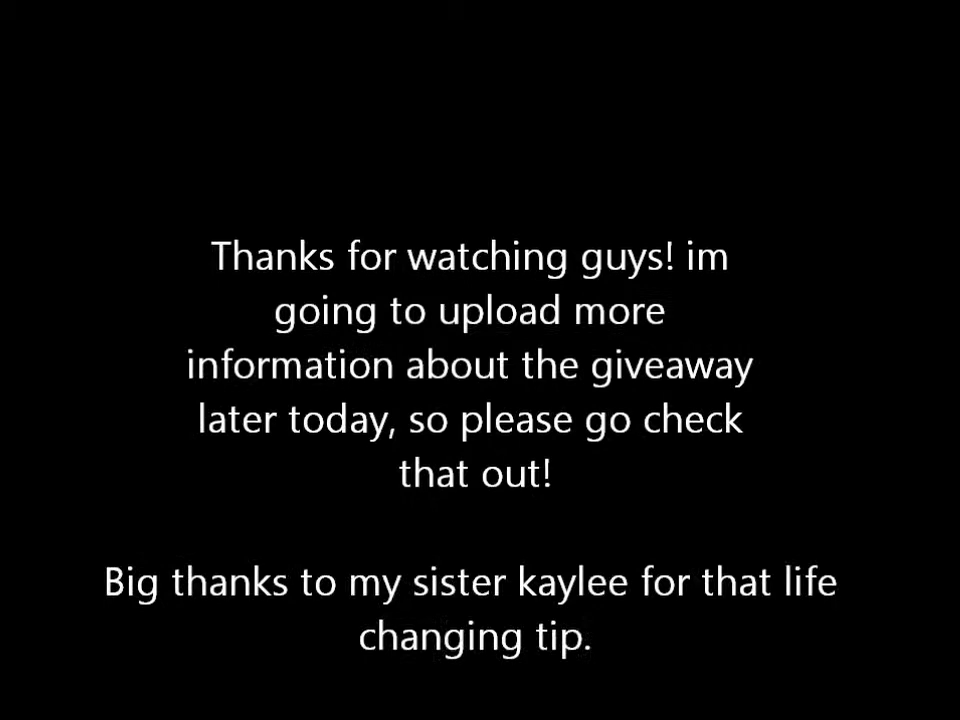 Thanks for watching guys! im
going to upload more
information about the giveaway
later today, so please go check
that out!
Big thanks to my sister kaylee for that life
changing tip.